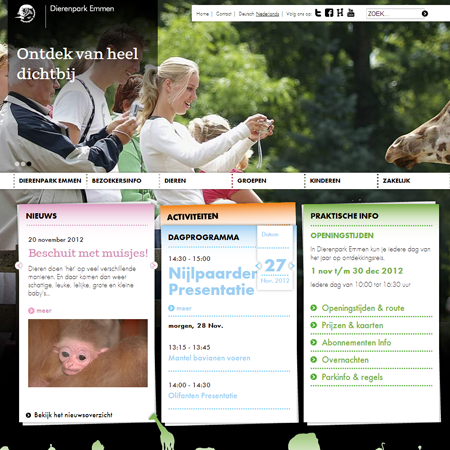 Dierenpark Emmen
Home | Contact | Deutsch Nederlands | Volg ons op:
ZOEK...
Ontdek van heel
dichtbij
DIERENPARK EMMEN
BEZOEKERSINFO
DIEREN
GROEPEN
KINDEREN
ZAKELIJK
NIEUWS
20 november 2012
Beschuit met muisjes!
Dieren doen 'het' op veel verschillende
manieren. En daar komen dan weer
schattige, leuke, lelijke, grote en kleine
baby's...
meer
Bekijk het nieuwsoverzicht
ACTIVITEITEN
DAGPROGRAMMA
Datum:
27
Nov. 2012
14:30 - 15:00
Nijlpaarden
Presentatie
meer
morgen, 28 Nov.
13:15 - 13:45
Mantel bavianen voeren
14:00 - 14:30
Olifanten Presentatie
PRAKTISCHE INFO
OPENINGSTIJDEN
In Dierenpark Emmen kun je iedere dag van
het jaar op ontdekkingsreis.
1 nov t/m 30 dec 2012
Iedere dag van 10:00 tot 16:30 uur
Openingstijden & route
Prijzen & kaarten
Abonnementen Info
Overnachten
Parkinfo & regels